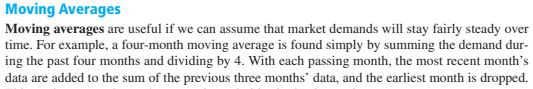 Moving Averages
Moving averages are useful if we can assume that market demands will stay fairly steady over
time. For example, a four-month moving average is found simply by summing the demand dur-
ing the past four months and dividing by 4. With each passing month, the most recent month's
data are added to the sum of the previous three months' data, and the earliest month is dropped.